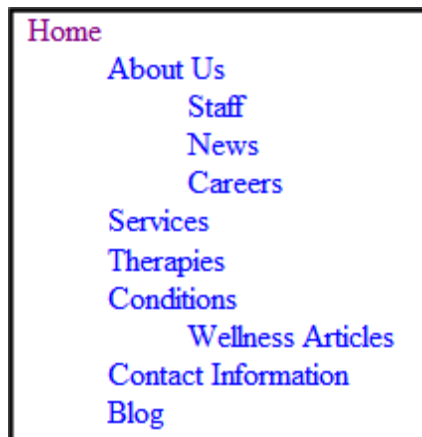 Home
About Us
Staff
News
Careers
Services
Therapies
Conditions
Wellness Articles
Contact Information
Blog